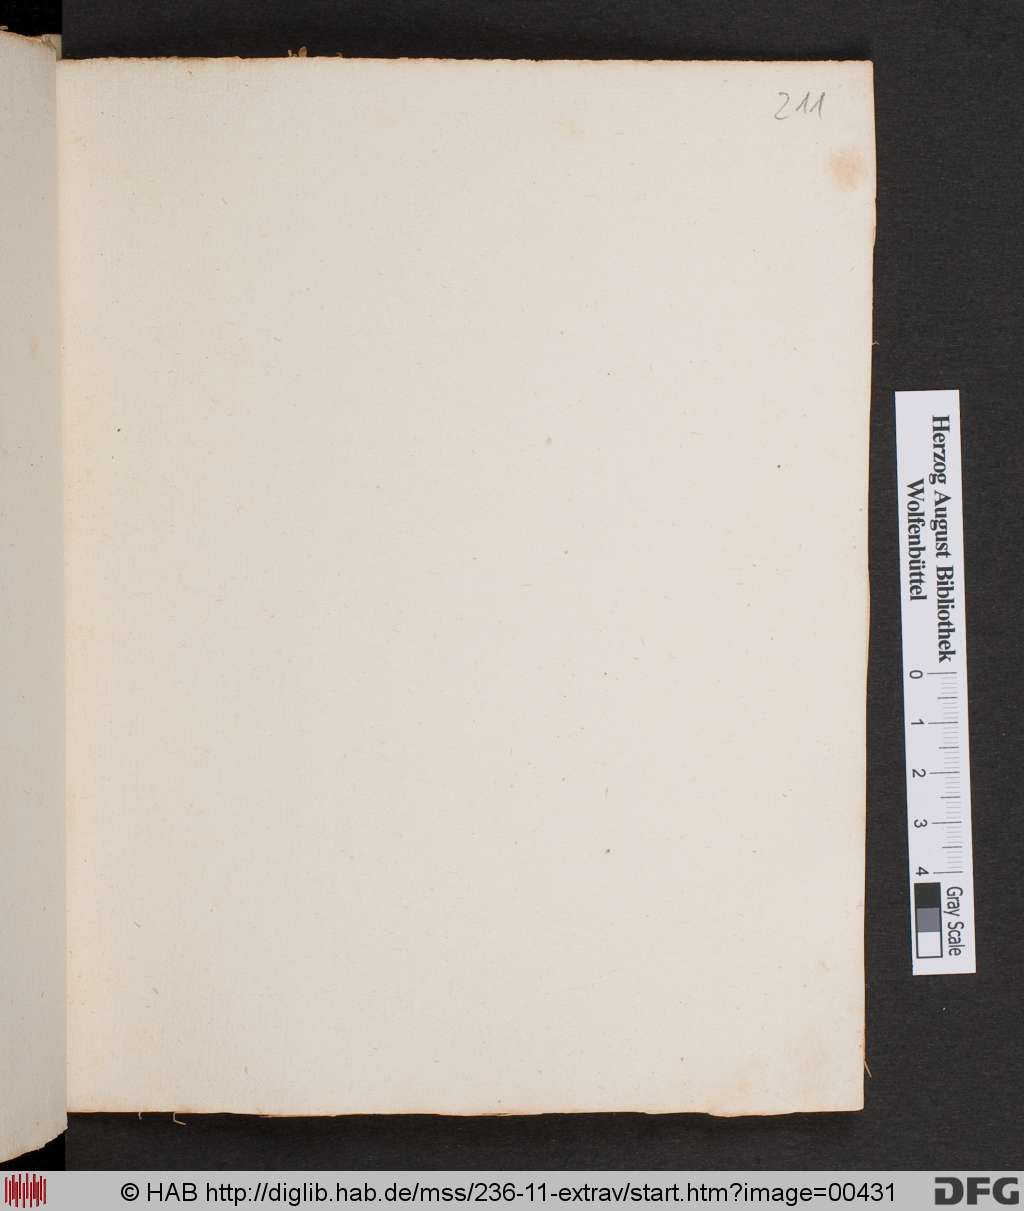 211
Herzog August Bibliothek
Wolfenbüttel
0 1 2 3 4
Gray Scale
© HAB http://diglib.hab.de/mss/236-11-extrav/start.htm?image=00431
DFG